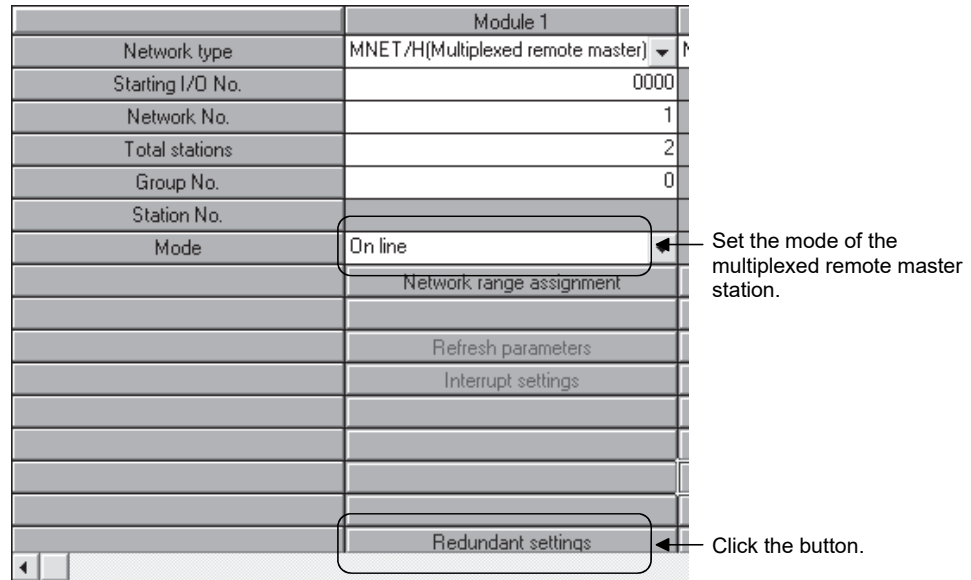 Module 1
Network type MNET/H(Multiplexed remote master)
Starting I/O No. 0000
Network No. 1
Total stations 2
Group No. 0
Station No.
Mode On line
Set the mode of the
multiplexed remote master
station.
Network range assignment
Refresh parameters
Interrupt settings
Redundant settings
Click the button.